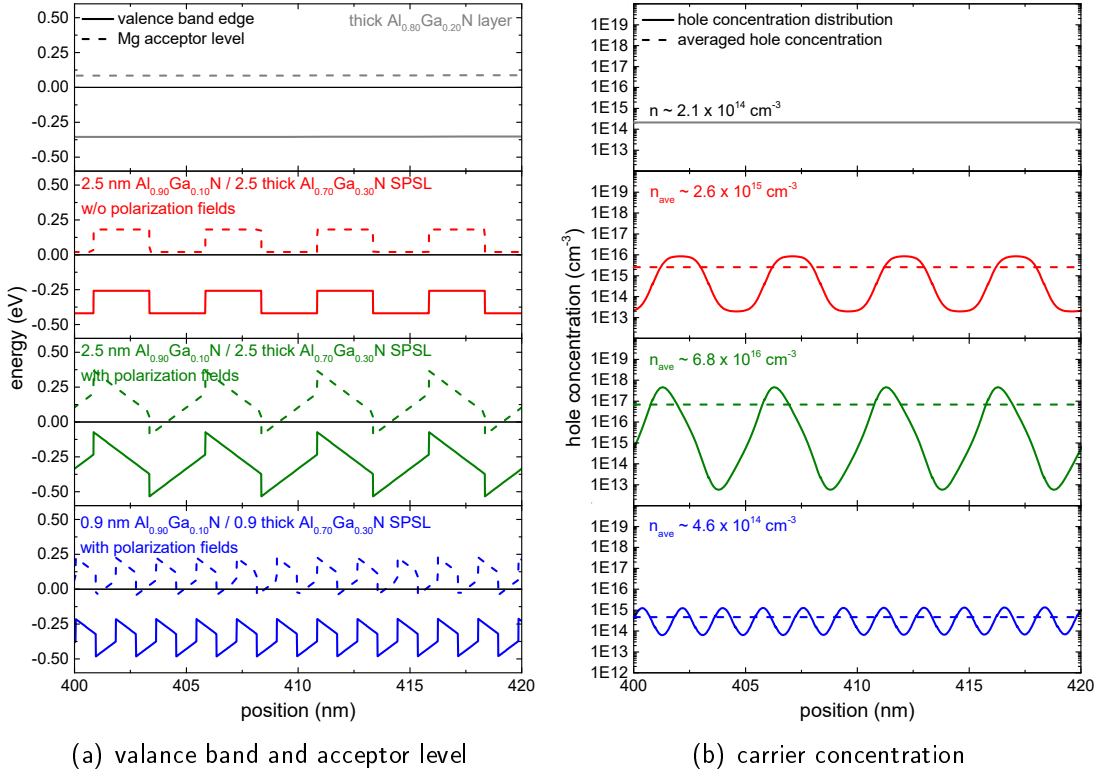 valence band edge
Mg acceptor level
thick Al0.80Ga0.20N layer
0.50
0.25
0.00
-0.25
-0.50
2.5 nm Al0.90Ga0.10N / 2.5 thick Al0.70Ga0.30N SPSL
w/o polarization fields
0.50
0.25
0.00
-0.25
-0.50
2.5 nm Al0.90Ga0.10N / 2.5 thick Al0.70Ga0.30N SPSL
with polarization fields
0.50
0.25
0.00
-0.25
-0.50
0.9 nm Al0.90Ga0.10N / 0.9 thick Al0.70Ga0.30N SPSL
with polarization fields
0.50
0.25
0.00
-0.25
-0.50
energy (eV)
400 405 410 415 420
position (nm)
(a) valance band and acceptor level
hole concentration distribution
averaged hole concentration
n ~ 2.1 x 10^14 cm^-3
1E19
1E18
1E17
1E16
1E15
1E14
1E13
nave ~ 2.6 x 10^15 cm^-3
1E19
1E18
1E17
1E16
1E15
1E14
1E13
nave ~ 6.8 x 10^16 cm^-3
1E19
1E18
1E17
1E16
1E15
1E14
1E13
nave ~ 4.6 x 10^14 cm^-3
1E19
1E18
1E17
1E16
1E15
1E14
1E13
1E12
hole concentration (cm^-3)
400 405 410 415 420
position (nm)
(b) carrier concentration